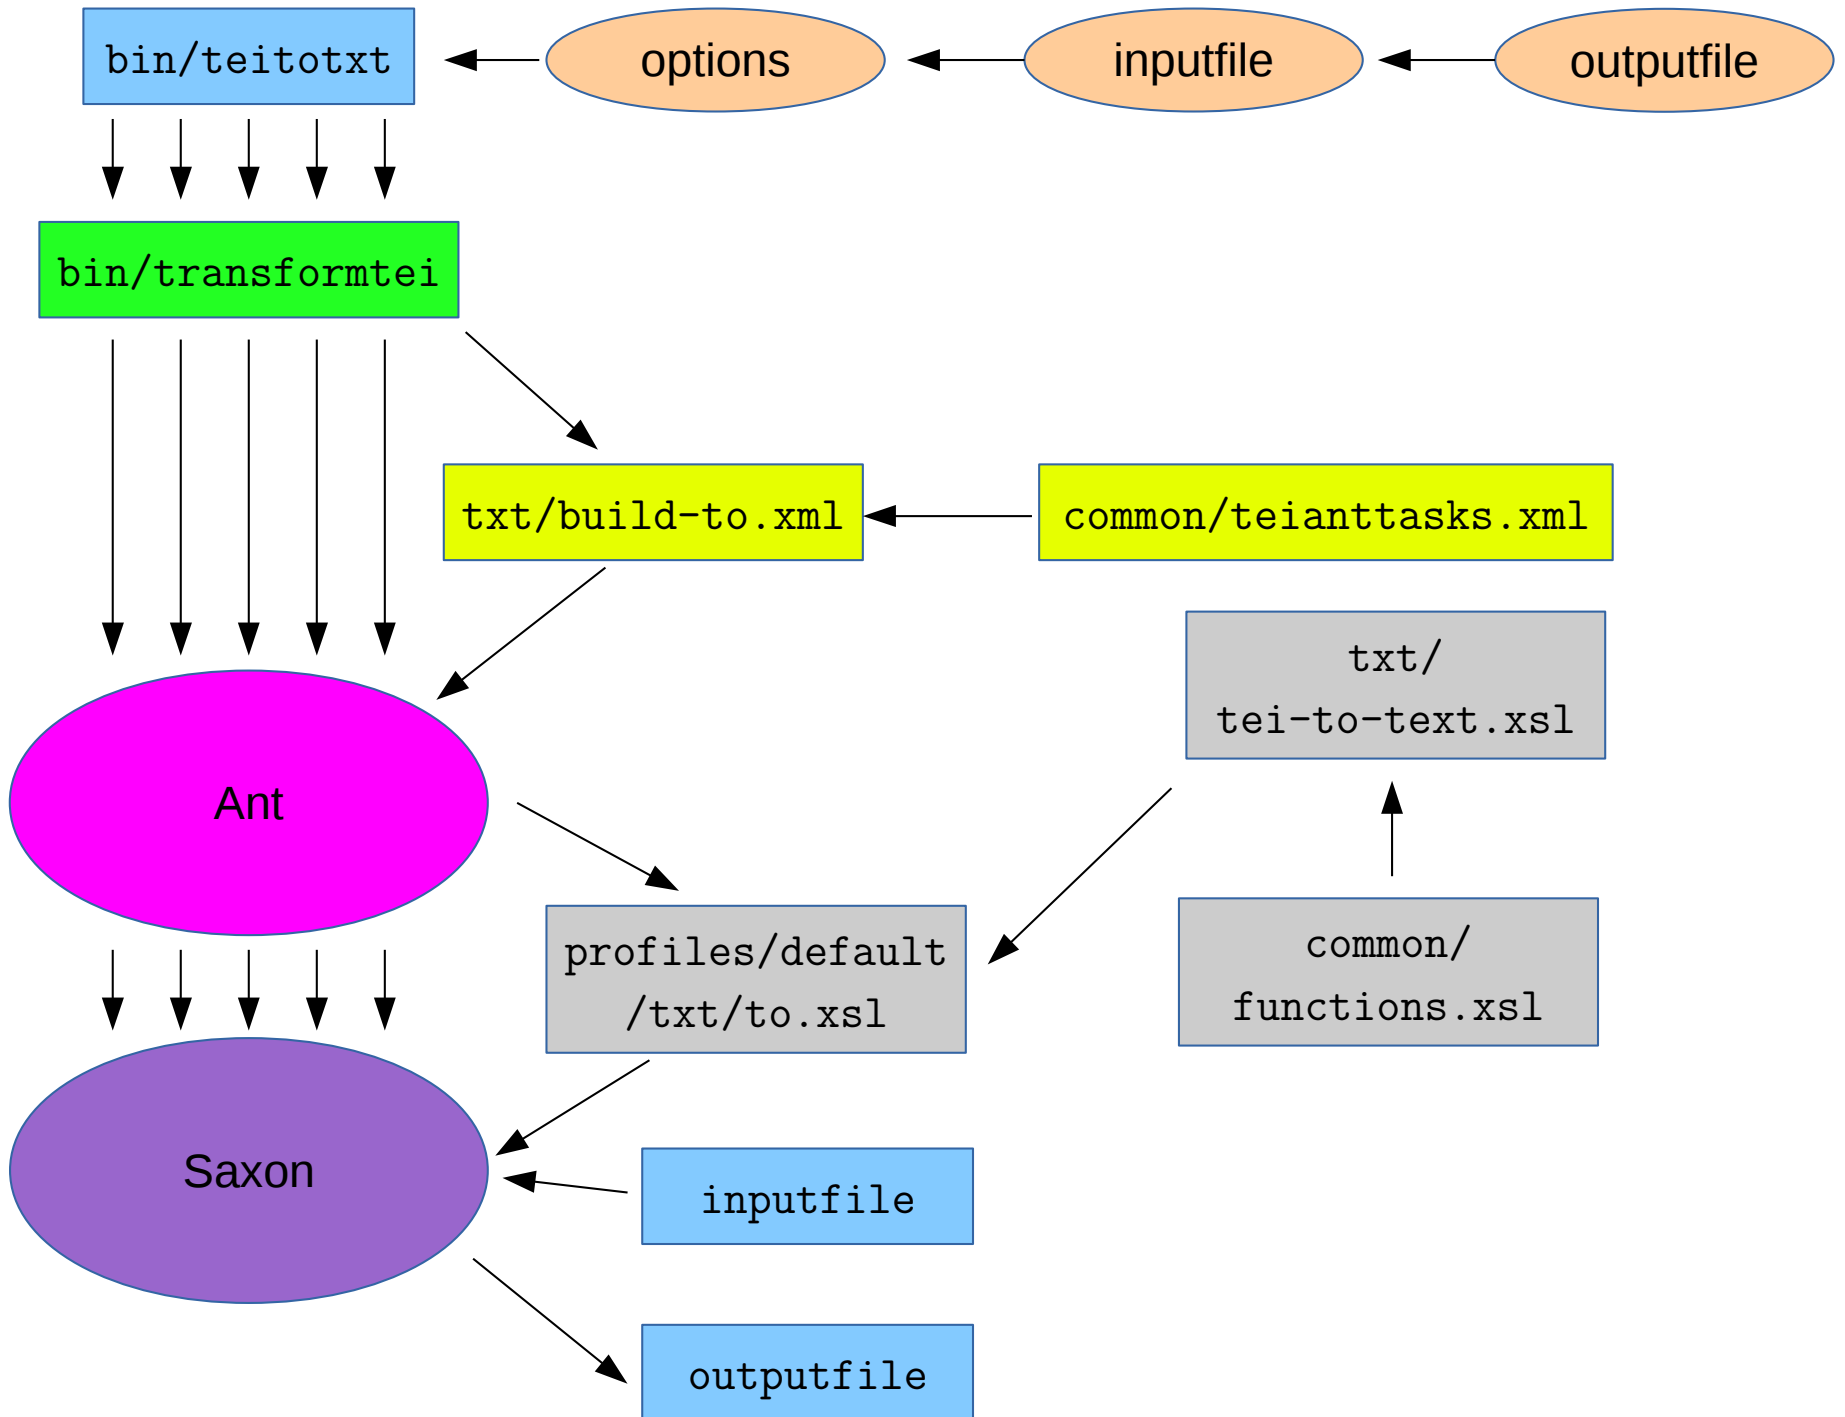 bin/teitotxt
options
inputfile
outputfile
bin/transformtei
txt/build-to.xml
common/teianttasks.xml
txt/
tei-to-text.xsl
Ant
profiles/default
/txt/to.xsl
common/
functions.xsl
Saxon
inputfile
outputfile